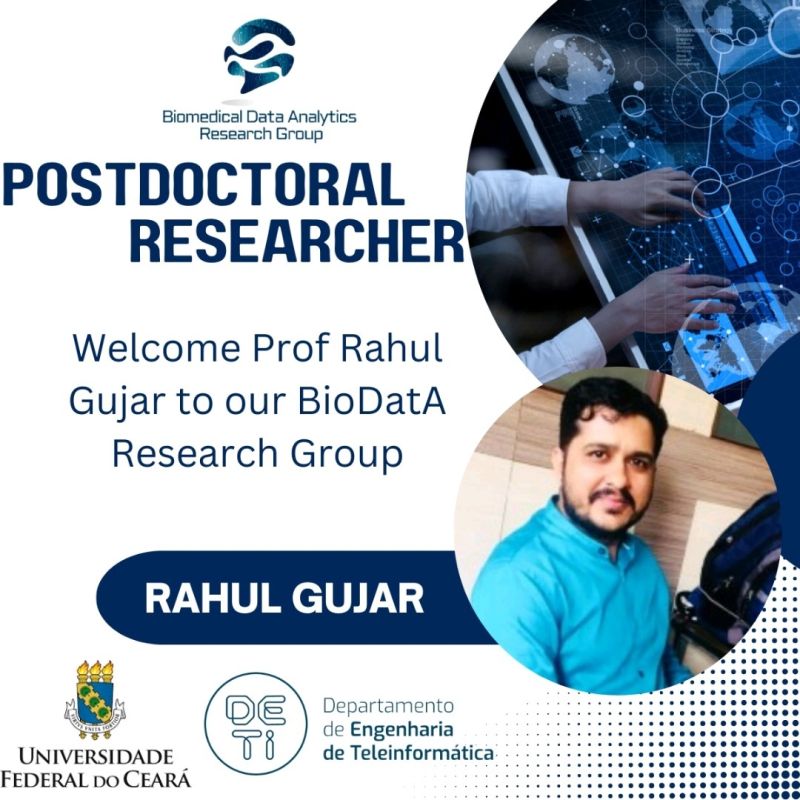 Biomedical Data Analytics
Research Group
POSTDOCTORAL
RESEARCHER
Welcome Prof Rahul
Gujar to our BioDatA
Research Group
RAHUL GUJAR
UNIVERSIDADE
FEDERAL DO CEARÁ
DE
Ti
Departamento
de Engenharia
de Teleinformática